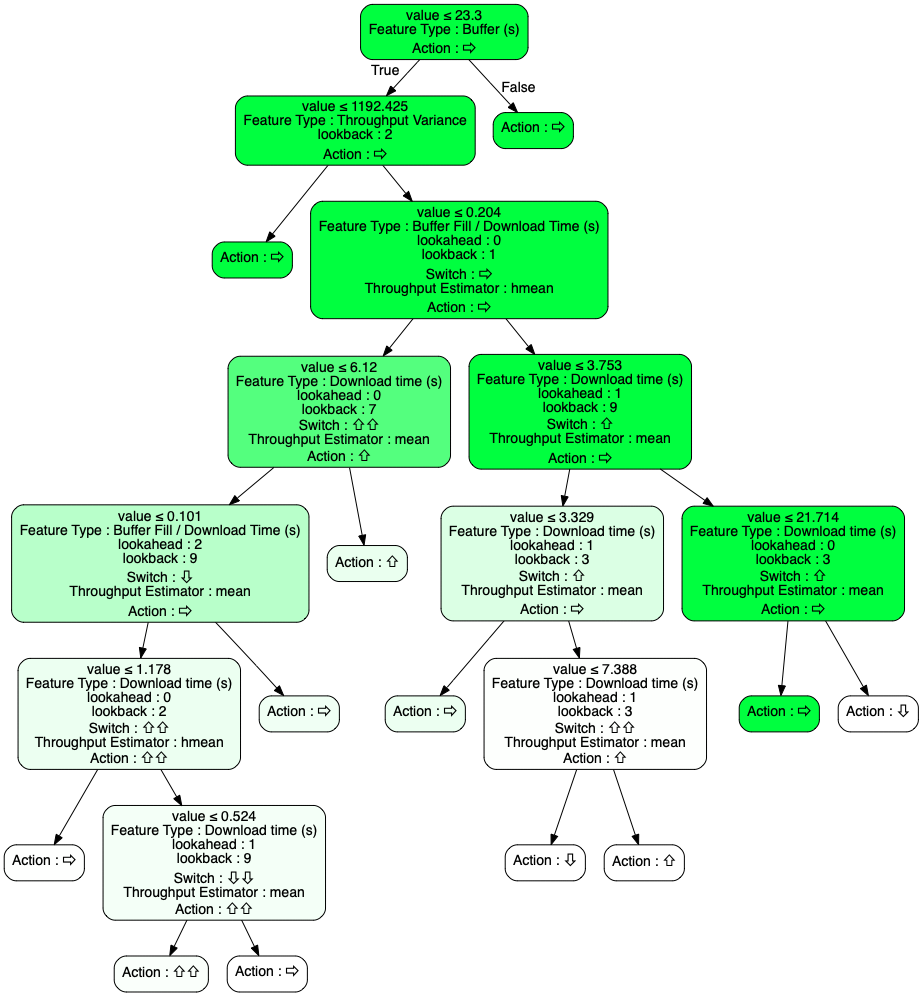 value ≤ 23.3
Feature Type : Buffer (s)
Action : ⇨
True
False
value ≤ 1192.425
Feature Type : Throughput Variance
lookback : 2
Action : ⇨
Action : ⇨
value ≤ 0.204
Feature Type : Buffer Fill / Download Time (s)
lookahead : 0
lookback : 1
Switch : ⇨
Throughput Estimator : hmean
Action : ⇨
Action : ⇨
value ≤ 6.12
Feature Type : Download time (s)
lookahead : 0
lookback : 7
Switch : ⇧⇧
Throughput Estimator : mean
Action : ⇧
value ≤ 3.753
Feature Type : Download time (s)
lookahead : 1
lookback : 9
Switch : ⇧
Throughput Estimator : mean
Action : ⇨
value ≤ 0.101
Feature Type : Buffer Fill / Download Time (s)
lookahead : 2
lookback : 9
Switch : ⇩
Throughput Estimator : mean
Action : ⇨
Action : ⇧
value ≤ 3.329
Feature Type : Download time (s)
lookahead : 1
lookback : 3
Switch : ⇧
Throughput Estimator : mean
Action : ⇨
value ≤ 21.714
Feature Type : Download time (s)
lookahead : 0
lookback : 3
Switch : ⇧
Throughput Estimator : mean
Action : ⇨
value ≤ 1.178
Feature Type : Download time (s)
lookahead : 0
lookback : 2
Switch : ⇧⇧
Throughput Estimator : hmean
Action : ⇧⇧
Action : ⇨
Action : ⇨
value ≤ 7.388
Feature Type : Download time (s)
lookahead : 1
lookback : 3
Switch : ⇧⇧
Throughput Estimator : mean
Action : ⇧
Action : ⇨
Action : ⇩
Action : ⇨
value ≤ 0.524
Feature Type : Download time (s)
lookahead : 1
lookback : 9
Switch : ⇩⇩
Throughput Estimator : mean
Action : ⇧⇧
Action : ⇩
Action : ⇧
Action : ⇧⇧
Action : ⇨